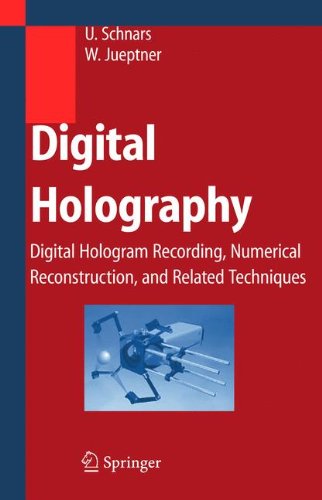 U. Schnars
W. Jueptner
Digital
Holography
Digital Hologram Recording, Numerical
Reconstruction, and Related Techniques
Springer